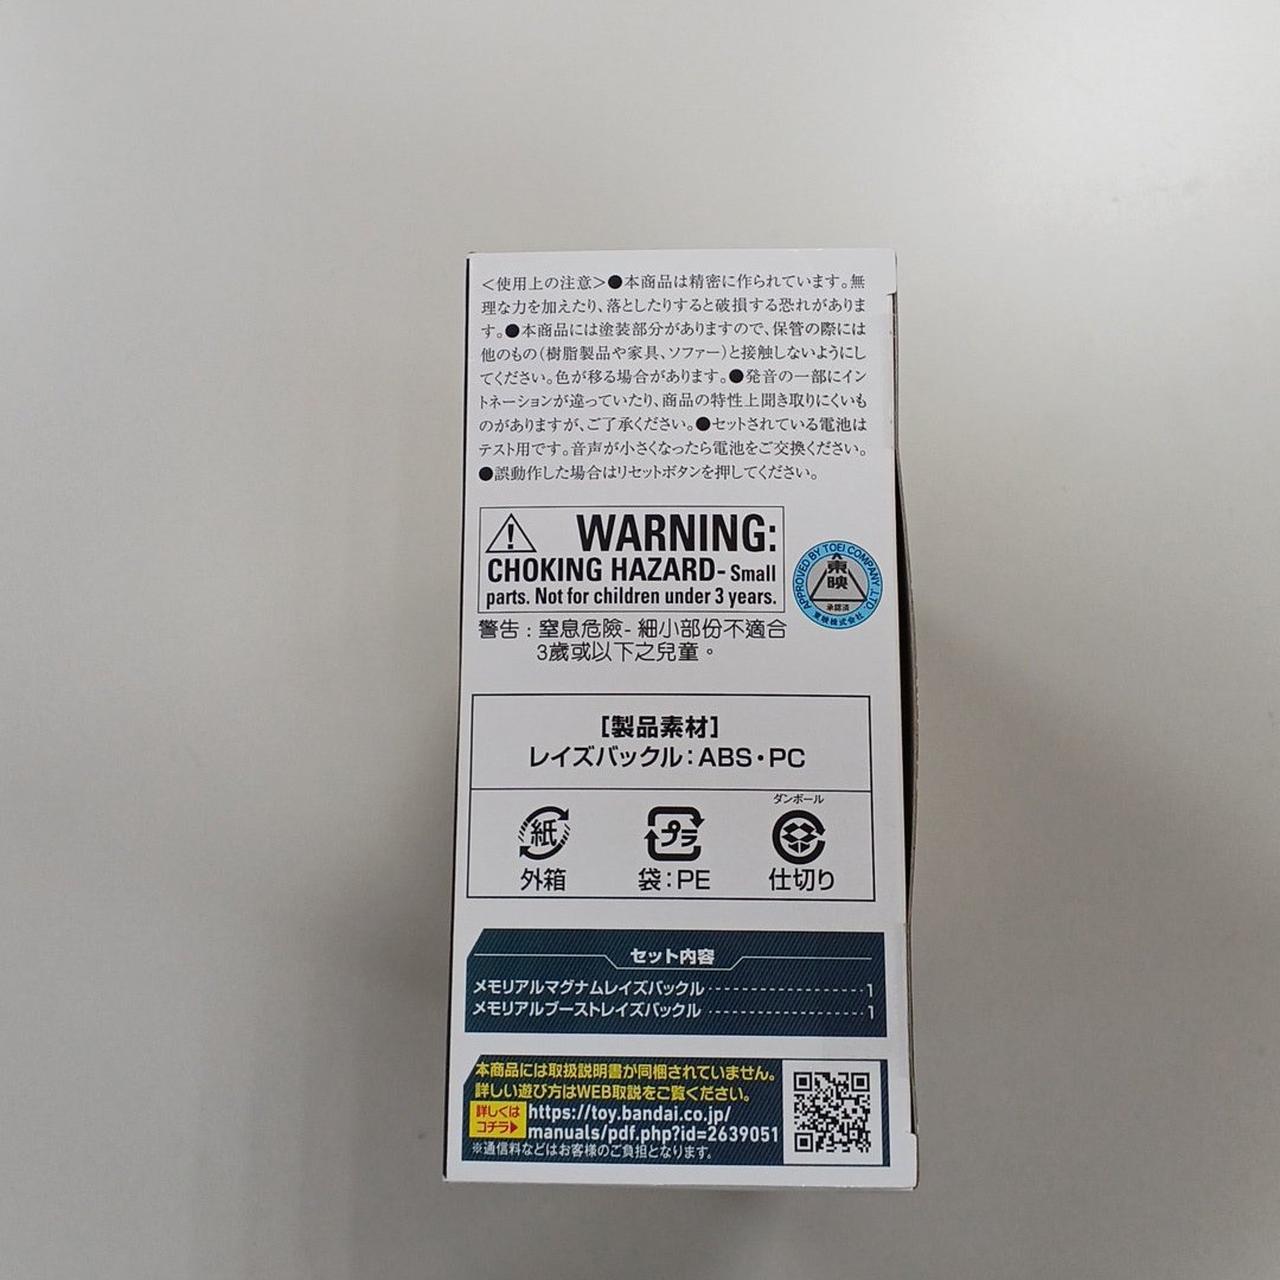 ＜使用上の注意＞●本商品は精密に作られています。無
理な力を加えたり、落としたりすると破損する恐れがありま
す。●本商品には塗装部分がありますので、保管の際には
他のもの（樹脂製品や家具、ソファー）と接触しないようにし
てください。色が移る場合があります。●発音の一部にイン
トネーションが違っていたり、商品の特性上聞き取りにくいも
のがありますが、ご了承ください。●セットされている電池は
テスト用です。音声が小さくなったら電池をご交換ください。
●誤動作した場合はリセットボタンを押してください。
WARNING:
CHOKING HAZARD- Small
parts. Not for children under 3 years.
APPROVED BY TOEI COMPANY,LTD.
東映
承認済
東映株式会社
警告：窒息危險- 細小部份不適合
3歲或以下之兒童。
［製品素材］
レイズバックル：ABS・PC
ダンボール
紙 プラ
外箱 袋：PE 仕切り
セット内容
メモリアルマグナムレイズバックル--------------------1
メモリアルブーストレイズバックル--------------------1
本商品には取扱説明書が同梱されていません。
詳しい遊び方はWEB取説をご覧ください。
詳しくは
コチラ▶
https://toy.bandai.co.jp/
manuals/pdf.php?id=2639051
※通信料などはお客様のご負担となります。